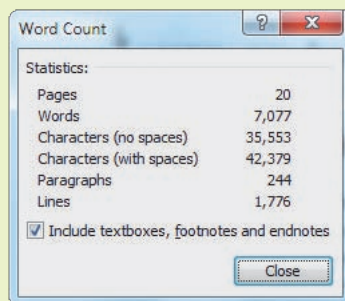 Word Count
Statistics:
Pages 20
Words 7,077
Characters (no spaces) 35,553
Characters (with spaces) 42,379
Paragraphs 244
Lines 1,776
Include textboxes, footnotes and endnotes
Close